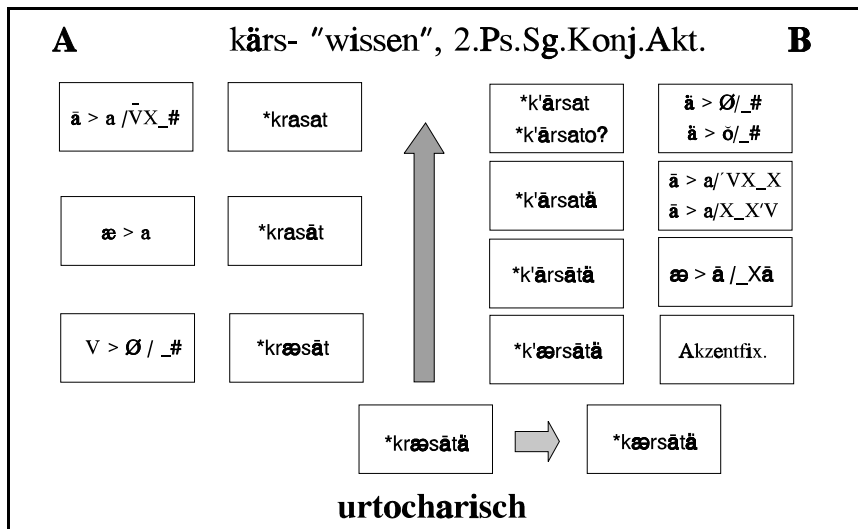 A kärs- "wissen", 2.Ps.Sg.Konj.Akt. B
ā > a /V̄X_#
*krasat
*k'ārsat
*k'ārsato?
ä > Ø/_#
ä > ŏ/_#
æ > a
*krasāt
*k'ārsatä
ā > a/´VX_X
ā > a/X_X´V
*k'ārsātä
æ > ā /_Xā
V > Ø / _#
*kræsāt
*k'ærsātä
Akzentfix.
*kræsātä
*kærsātä
urtocharisch